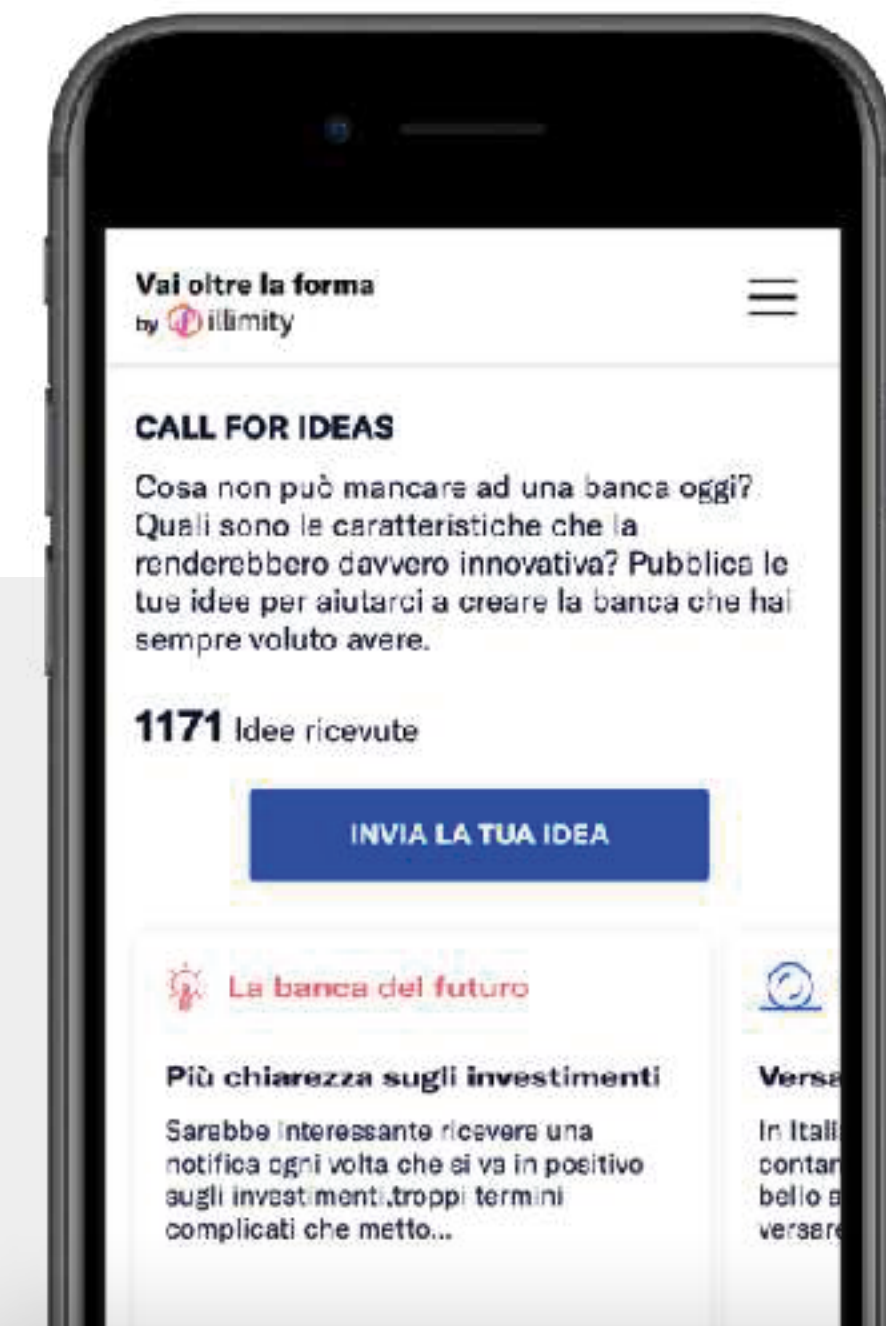 Vai oltre la forma
by illimity
CALL FOR IDEAS
Cosa non può mancare ad una banca oggi?
Quali sono le caratteristiche che la
renderebbero davvero innovativa? Pubblica le
tue idee per aiutarci a creare la banca che hai
sempre voluto avere.
1171 Idee ricevute
INVIA LA TUA IDEA
La banca del futuro
Più chiarezza sugli investimenti
Sarebbe interessante ricevere una
notifica ogni volta che si va in positivo
sugli investimenti,troppi termini
complicati che metto...
Versa
In Itali
contan
bello s
versare